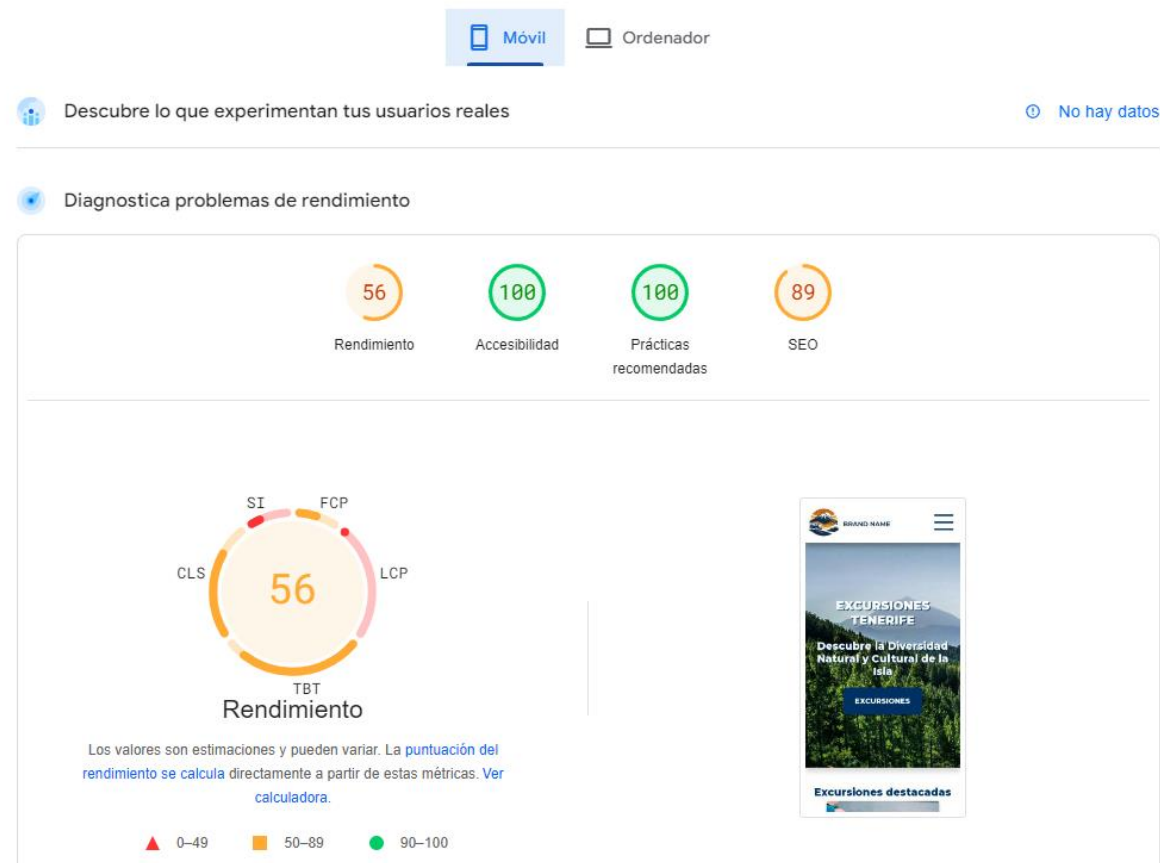 Móvil
Ordenador
Descubre lo que experimentan tus usuarios reales
No hay datos
Diagnostica problemas de rendimiento
56
100
100
89
Rendimiento
Accesibilidad
Prácticas
recomendadas
SEO
SI
FCP
CLS
LCP
56
TBT
Rendimiento
Los valores son estimaciones y pueden variar. La puntuación del
rendimiento se calcula directamente a partir de estas métricas. Ver
calculadora.
0–49
50–89
90–100
BRAND NAME
EXCURSIONES
TENERIFE
Descubre la Diversidad
Natural y Cultural de la
Isla
EXCURSIONES
Excursiones destacadas